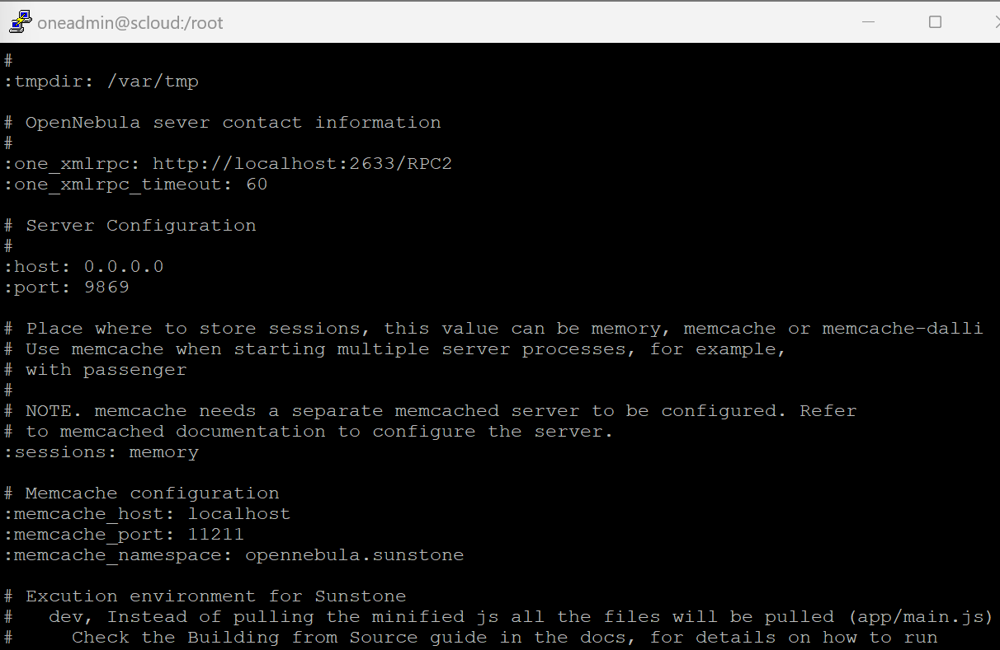 oneadmin@scloud:/root
#
:tmpdir: /var/tmp
# OpenNebula sever contact information
#
:one_xmlrpc: http://localhost:2633/RPC2
:one_xmlrpc_timeout: 60
# Server Configuration
#
:host: 0.0.0.0
:port: 9869
# Place where to store sessions, this value can be memory, memcache or memcache-dalli
# Use memcache when starting multiple server processes, for example,
# with passenger
#
# NOTE. memcache needs a separate memcached server to be configured. Refer
# to memcached documentation to configure the server.
:sessions: memory
# Memcache configuration
:memcache_host: localhost
:memcache_port: 11211
:memcache_namespace: opennebula.sunstone
# Excution environment for Sunstone
#   dev, Instead of pulling the minified js all the files will be pulled (app/main.js)
#     Check the Building from Source guide in the docs, for details on how to run